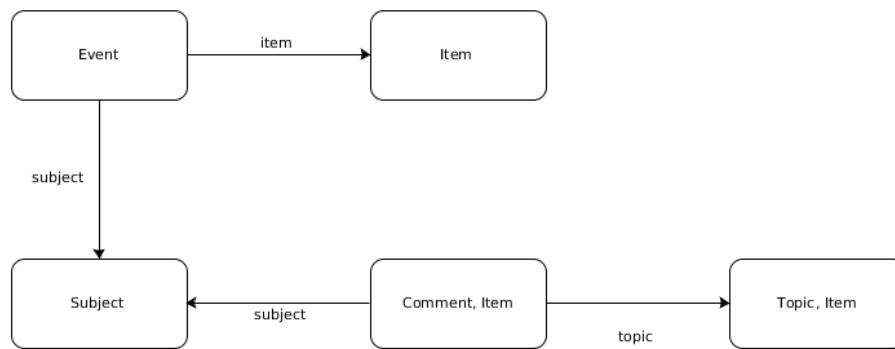 Event
item
Item
subject
Subject
subject
Comment, Item
topic
Topic, Item